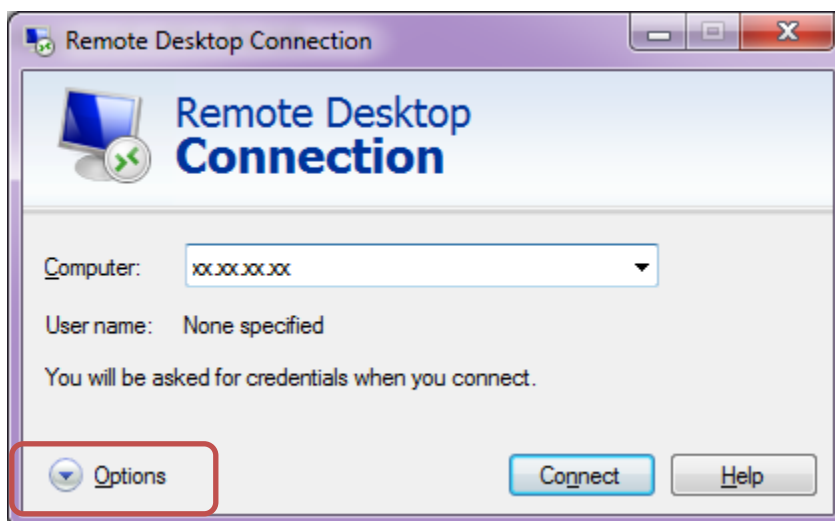 Remote Desktop Connection
Remote Desktop
Connection
Computer: xx.xx.xx.xx
User name: None specified
You will be asked for credentials when you connect.
Options Connect Help